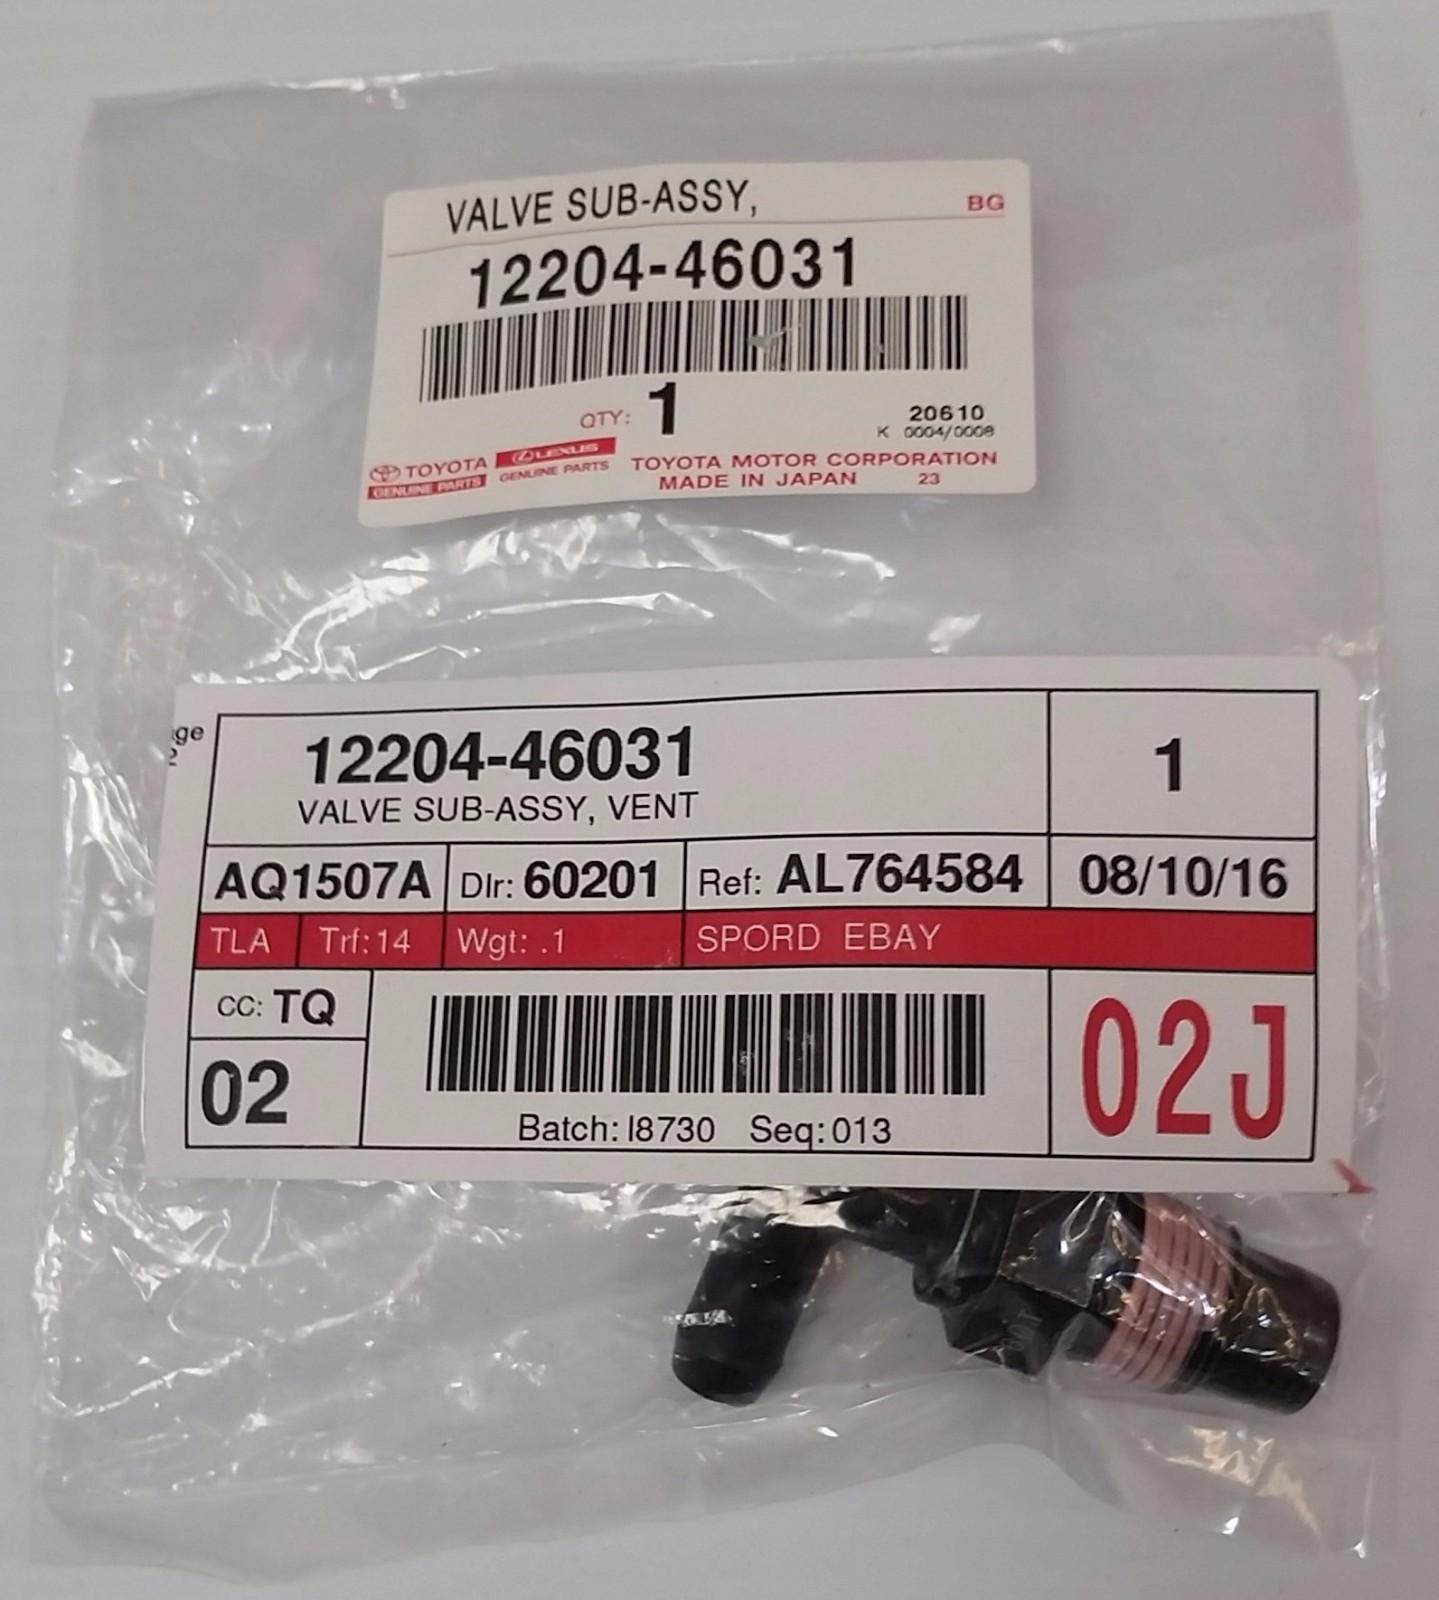 VALVE SUB-ASSY, BG
12204-46031
QTY: 1
20610
K 0004/0008
TOYOTA
GENUINE PARTS
LEXUS
GENUINE PARTS
TOYOTA MOTOR CORPORATION
MADE IN JAPAN 23
12204-46031 1
VALVE SUB-ASSY, VENT
AQ1507A Dlr: 60201 Ref: AL764584 08/10/16
TLA Trf: 14 Wgt: .1 SPORD EBAY
CC: TQ
02
02J
Batch: I8730 Seq: 013